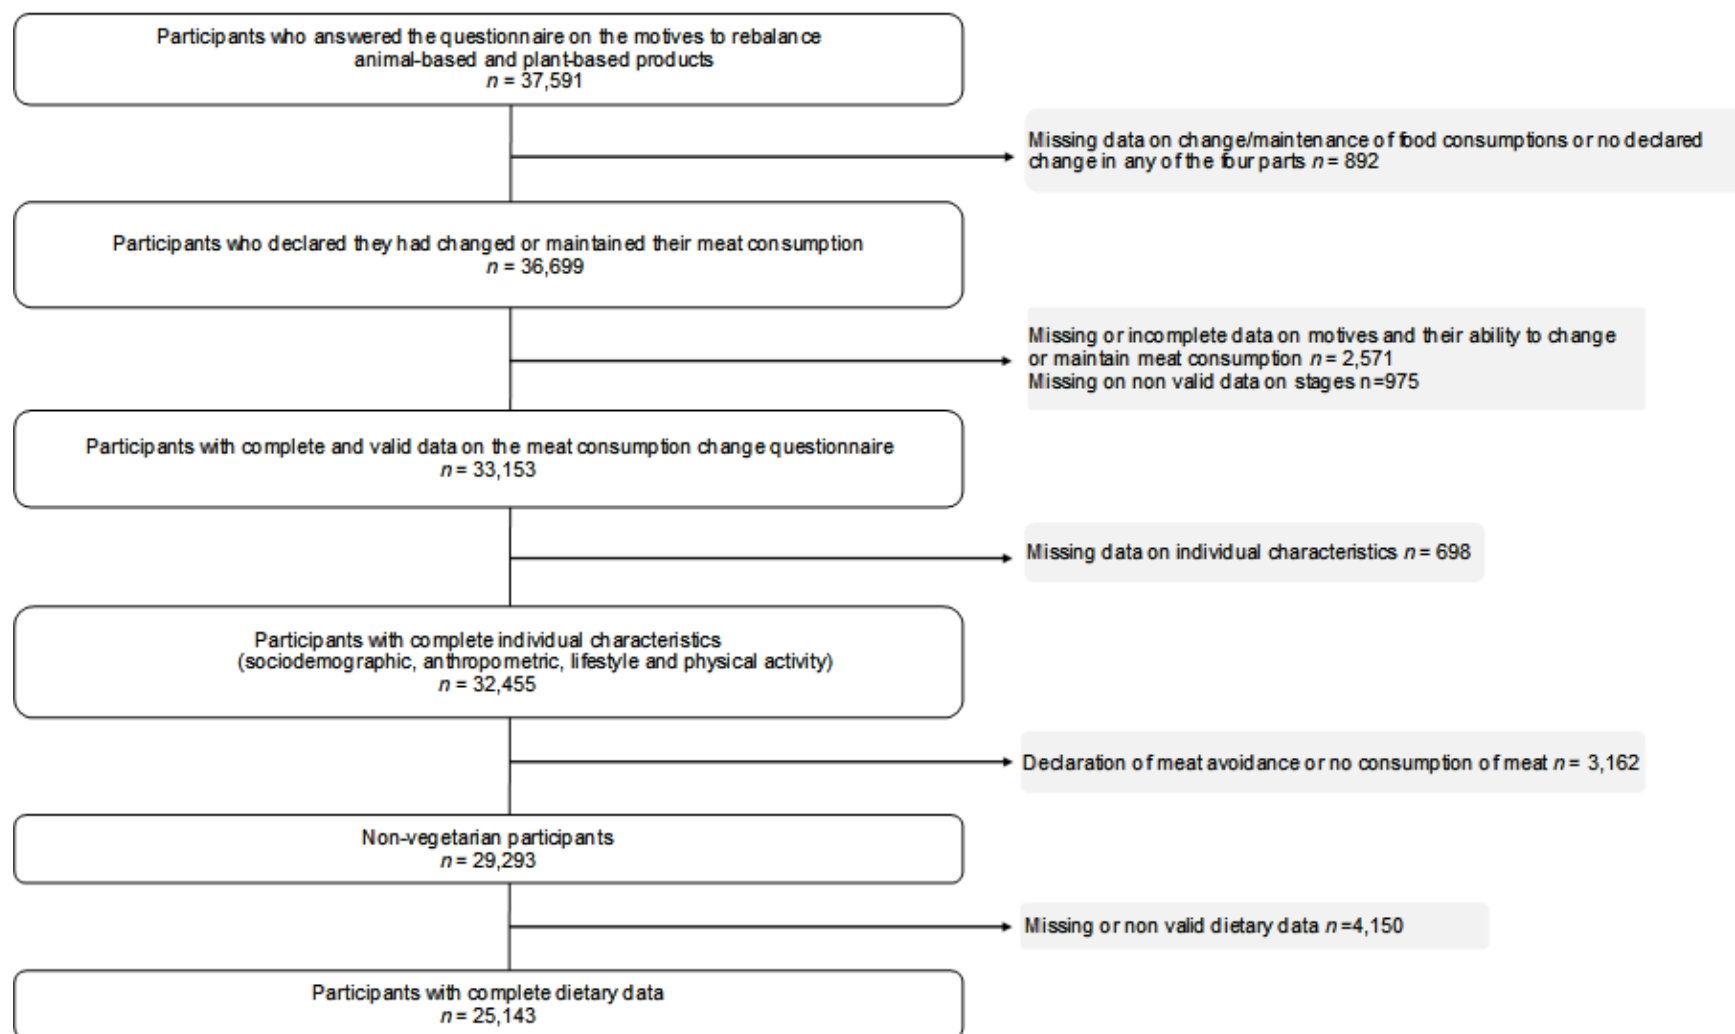 Participants who answered the questionnaire on the motives to rebalance
animal-based and plant-based products
n = 37,591
Missing data on change/maintenance of food consumptions or no declared
change in any of the four parts n = 892
Participants who declared they had changed or maintained their meat consumption
n = 36,699
Missing or incomplete data on motives and their ability to change
or maintain meat consumption n = 2,571
Missing on non valid data on stages n=975
Participants with complete and valid data on the meat consumption change questionnaire
n = 33,153
Missing data on individual characteristics n = 698
Participants with complete individual characteristics
(sociodemographic, anthropometric, lifestyle and physical activity)
n = 32,455
Declaration of meat avoidance or no consumption of meat n = 3,162
Non-vegetarian participants
n = 29,293
Missing or non valid dietary data n =4,150
Participants with complete dietary data
n = 25,143